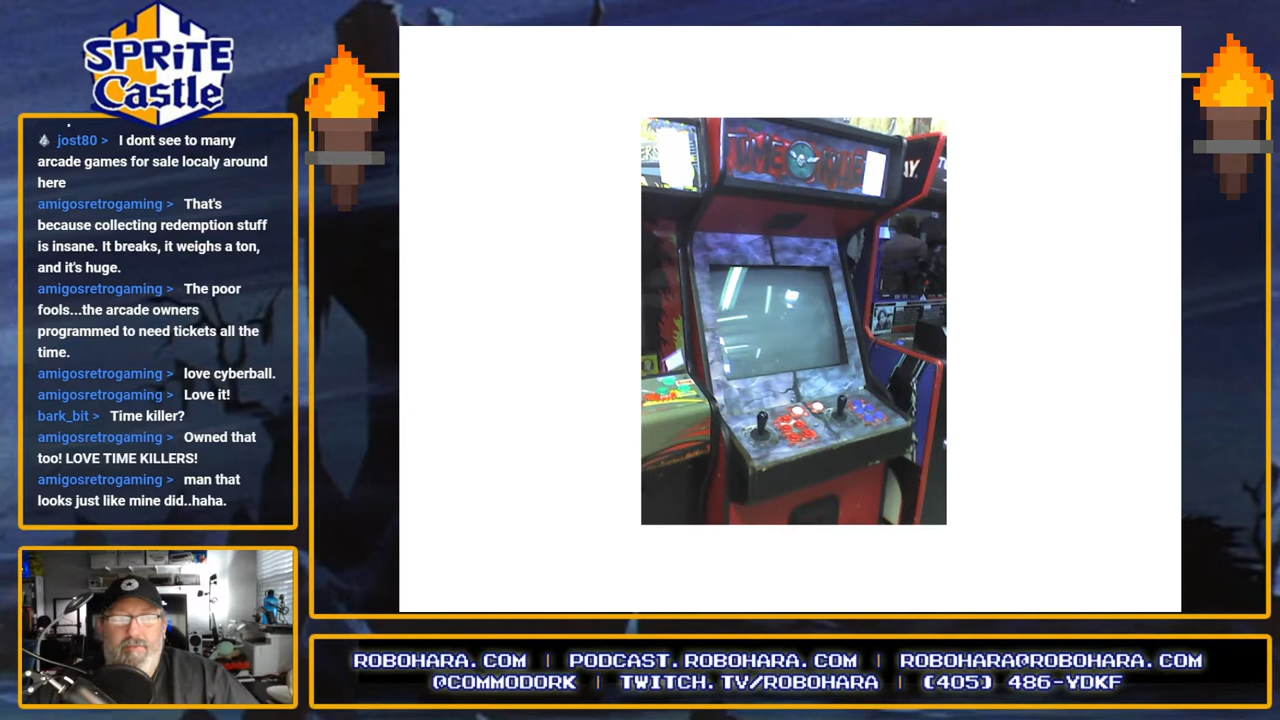 SPRiTE
Castle
jost80 > I dont see to many
arcade games for sale localy around
here
amigosretrogaming > That's
because collecting redemption stuff
is insane. It breaks, it weighs a ton,
and it's huge.
amigosretrogaming > The poor
fools...the arcade owners
programmed to need tickets all the
time.
amigosretrogaming > love cyberball.
amigosretrogaming > Love it!
bark_bit > Time killer?
amigosretrogaming > Owned that
too! LOVE TIME KILLERS!
amigosretrogaming > man that
looks just like mine did..haha.
TIME
ROBOHARA.COM | PODCAST.ROBOHARA.COM | ROBOHARA@ROBOHARA.COM
@COMMODORK | TWITCH.TV/ROBOHARA | (405) 486-YDKF